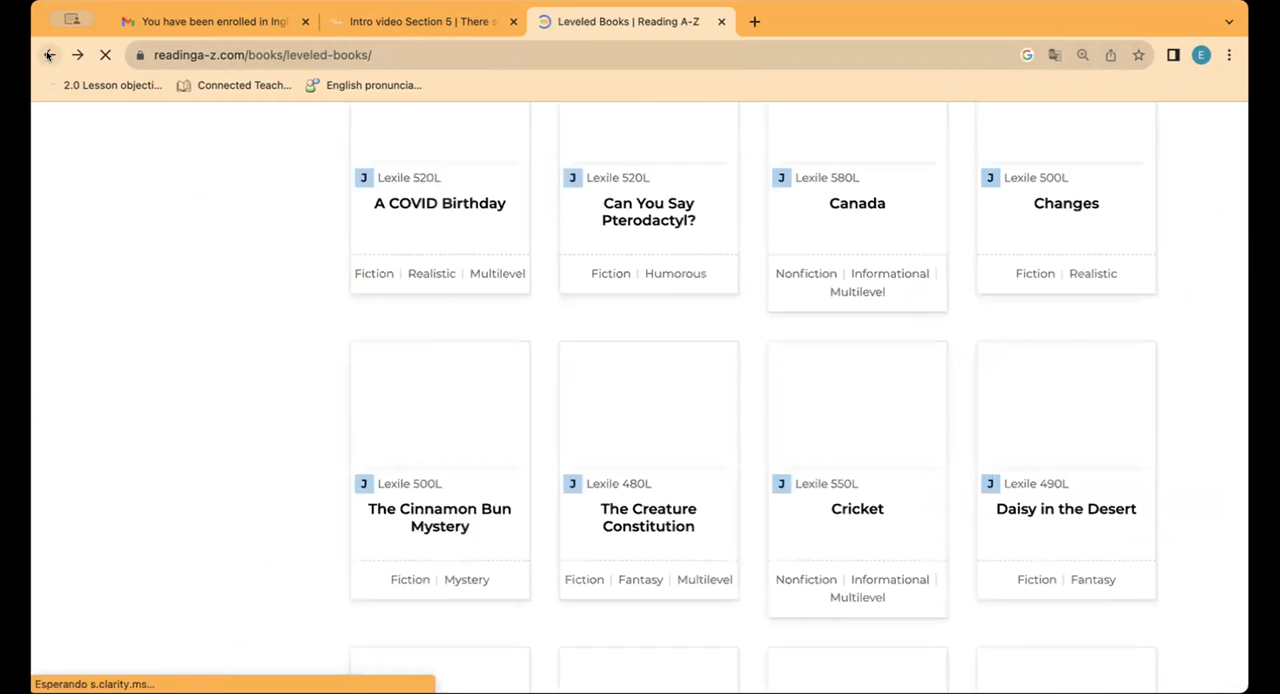 You have been enrolled in Ingl
Intro video Section 5 | There s
Leveled Books | Reading A-Z
readinga-z.com/books/leveled-books/
E
2.0 Lesson objecti...
Connected Teach...
English pronuncia...
J Lexile 520L
J Lexile 520L
J Lexile 580L
J Lexile 500L
A COVID Birthday
Can You Say
Pterodactyl?
Canada
Changes
Fiction | Realistic | Multilevel
Fiction | Humorous
Nonfiction | Informational |
Multilevel
Fiction | Realistic
J Lexile 500L
J Lexile 480L
J Lexile 550L
J Lexile 490L
The Cinnamon Bun
Mystery
The Creature
Constitution
Cricket
Daisy in the Desert
Fiction | Mystery
Fiction | Fantasy | Multilevel
Nonfiction | Informational |
Multilevel
Fiction | Fantasy
Esperando s.clarity.ms...